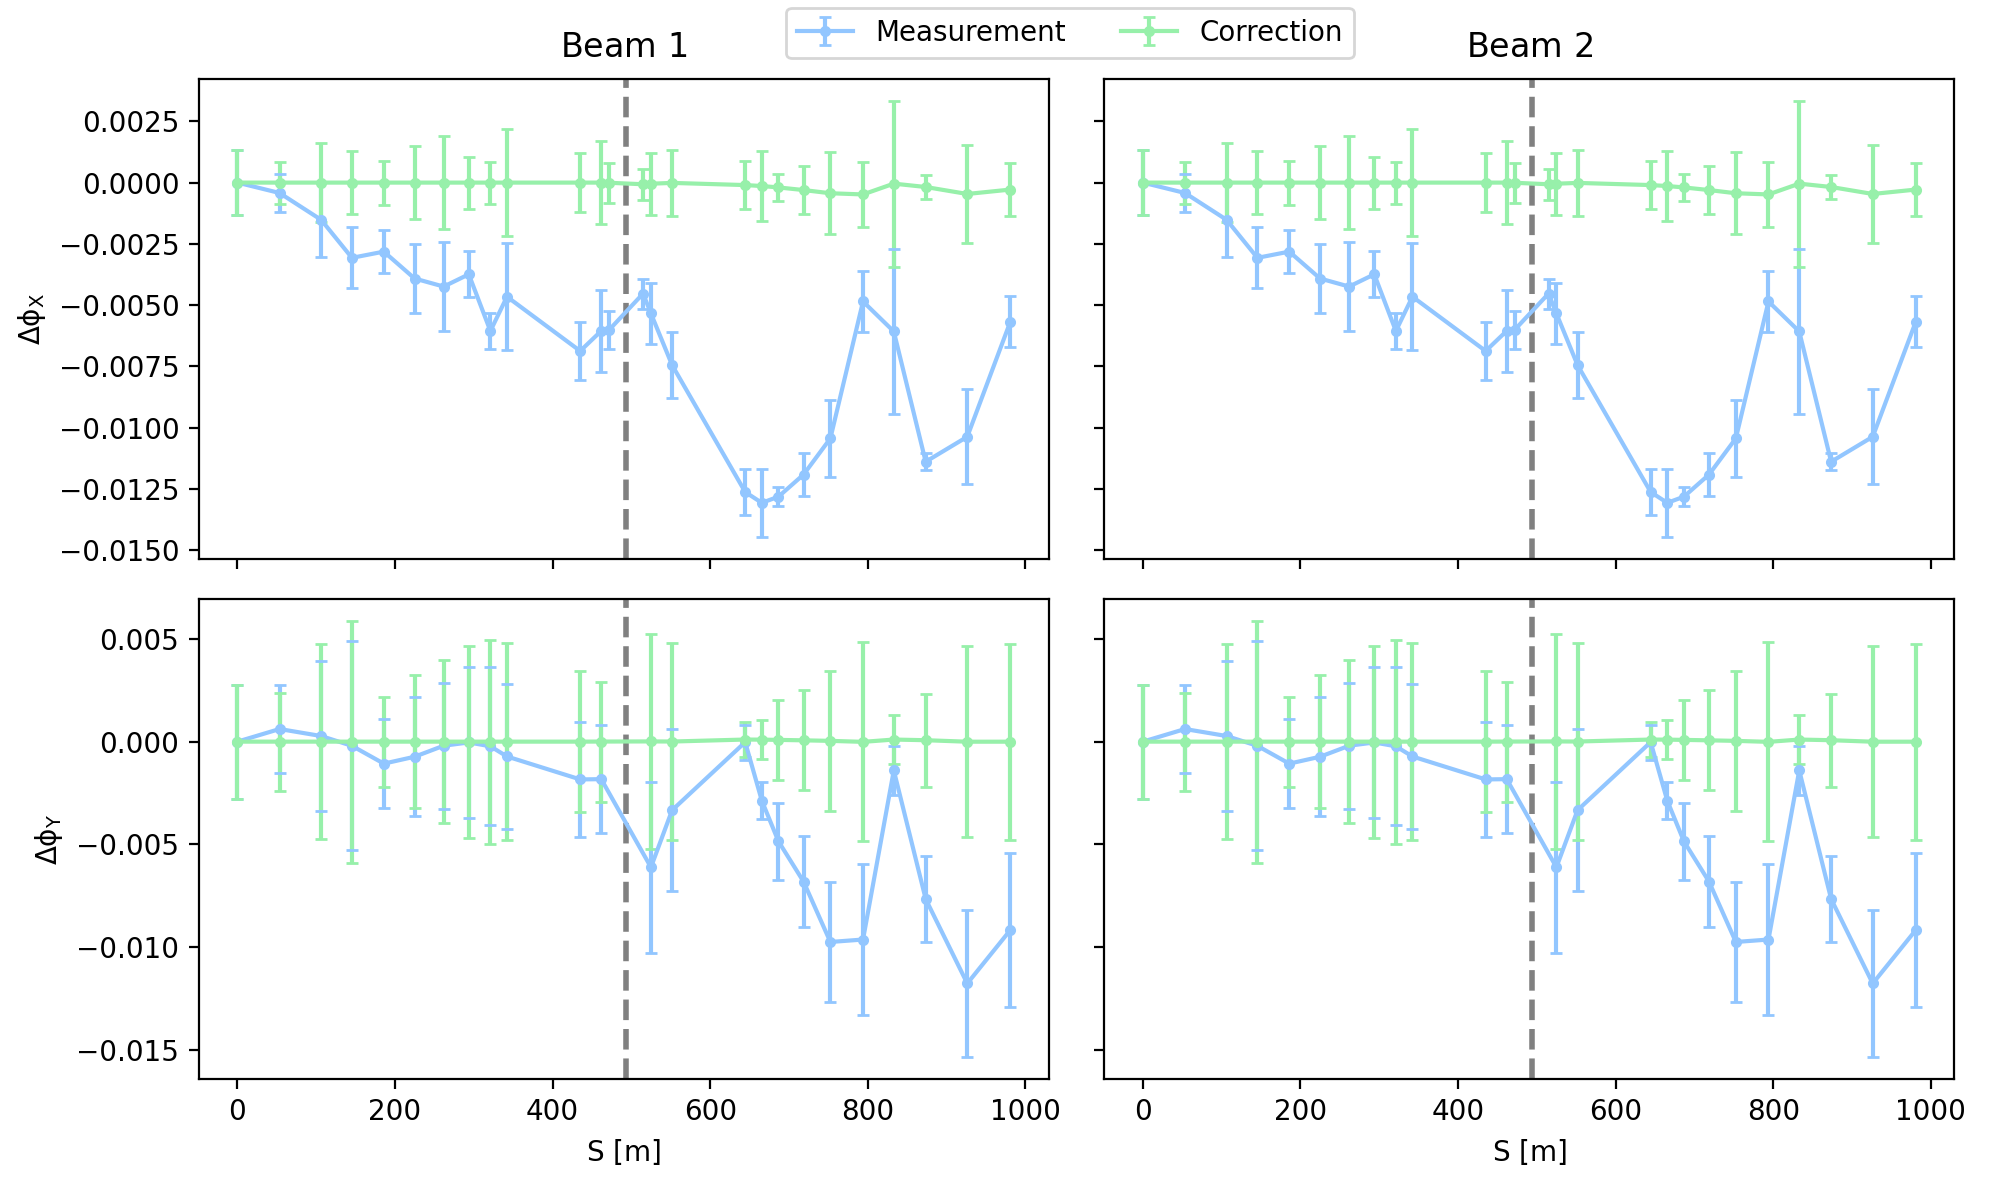 Measurement Correction
Beam 1 Beam 2
0.0025
0.0000
−0.0025
−0.0050
−0.0075
−0.0100
−0.0125
−0.0150
ΔϕX
0.005
0.000
−0.005
−0.010
−0.015
ΔϕY
0 200 400 600 800 1000 0 200 400 600 800 1000
S [m] S [m]